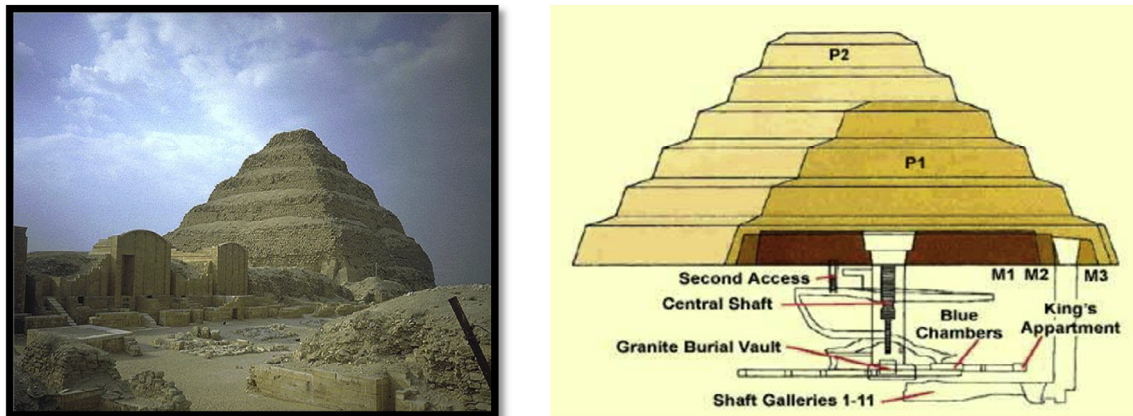 P2
P1
M1 M2 M3
Second Access
Central Shaft
Blue
Chambers
King's
Appartment
Granite Burial Vault
Shaft Galleries 1-11